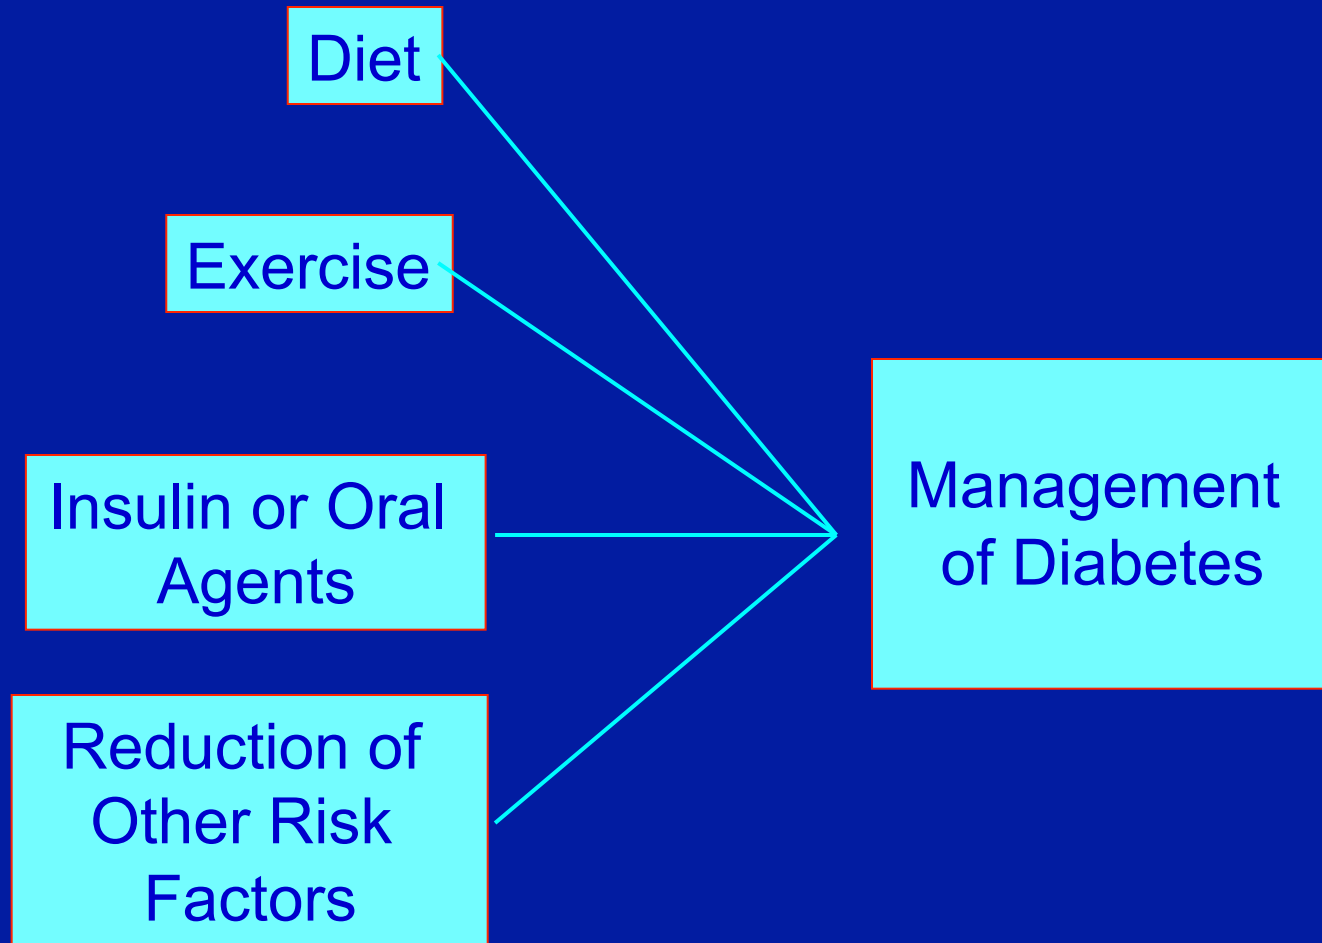 Diet
Exercise
Insulin or Oral
Agents
Reduction of
Other Risk
Factors
Management
of Diabetes